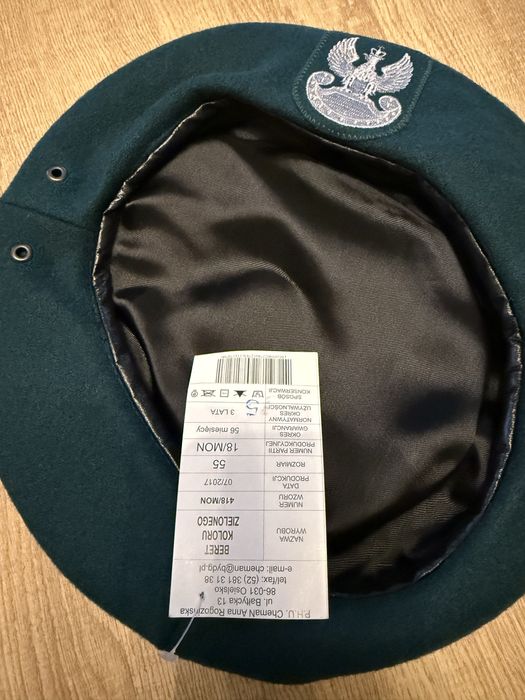 P.H.U. ChemaN Anna Rogozińska
ul. Bałtycka 13
86-031 Osielsko
tel/fax: (52) 381 31 38
e-mail: cheman@bydg.pl
NAZWA WYROBU BERET KOLORU ZIELONEGO
NUMER WZORU 418/MON
DATA PRODUKCJI 07/2017
ROZMIAR 55
NUMER PARTII PRODUKCYJNEJ 18/MON
OKRES GWARANCJI 56 miesięcy
NORMATYWNY OKRES UŻYWALNOŚCI 3 LATA 5
SPOSÓB KONSERWACJI